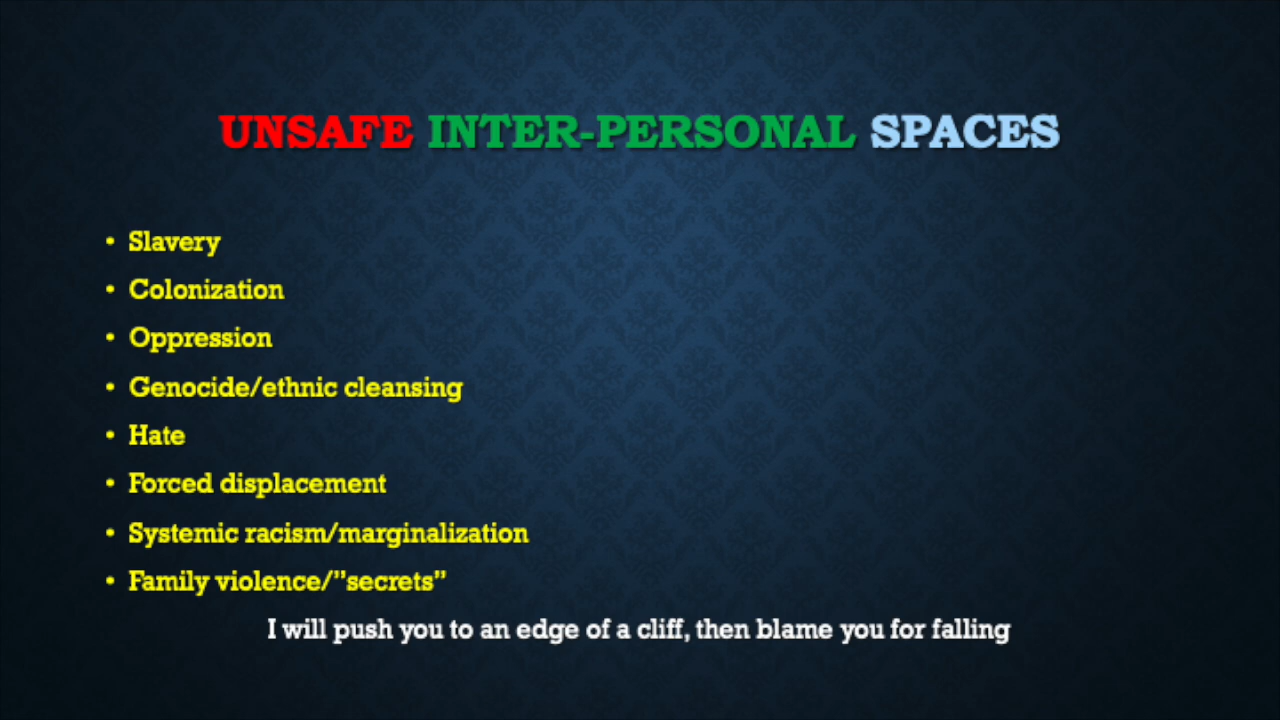 UNSAFE INTER-PERSONAL SPACES
• Slavery
• Colonization
• Oppression
• Genocide/ethnic cleansing
• Hate
• Forced displacement
• Systemic racism/marginalization
• Family violence/”secrets”
I will push you to an edge of a cliff, then blame you for falling